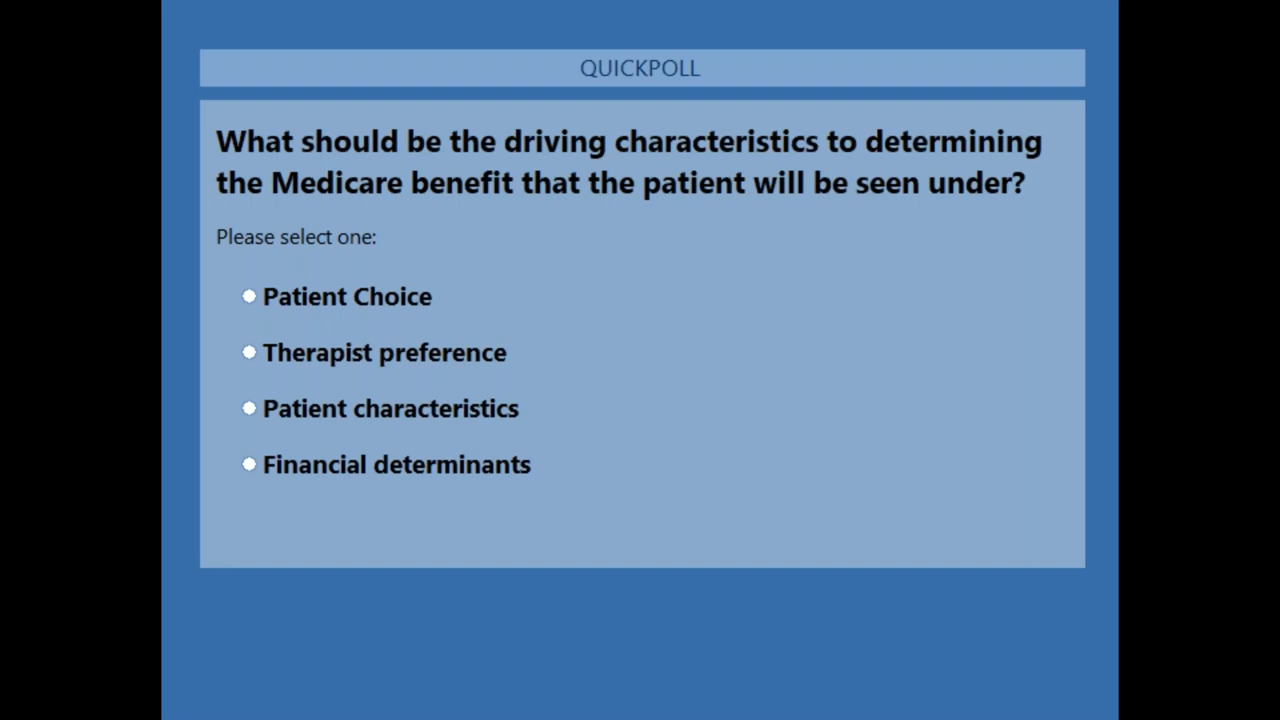 QUICKPOLL
What should be the driving characteristics to determining
the Medicare benefit that the patient will be seen under?
Please select one:
Patient Choice
Therapist preference
Patient characteristics
Financial determinants